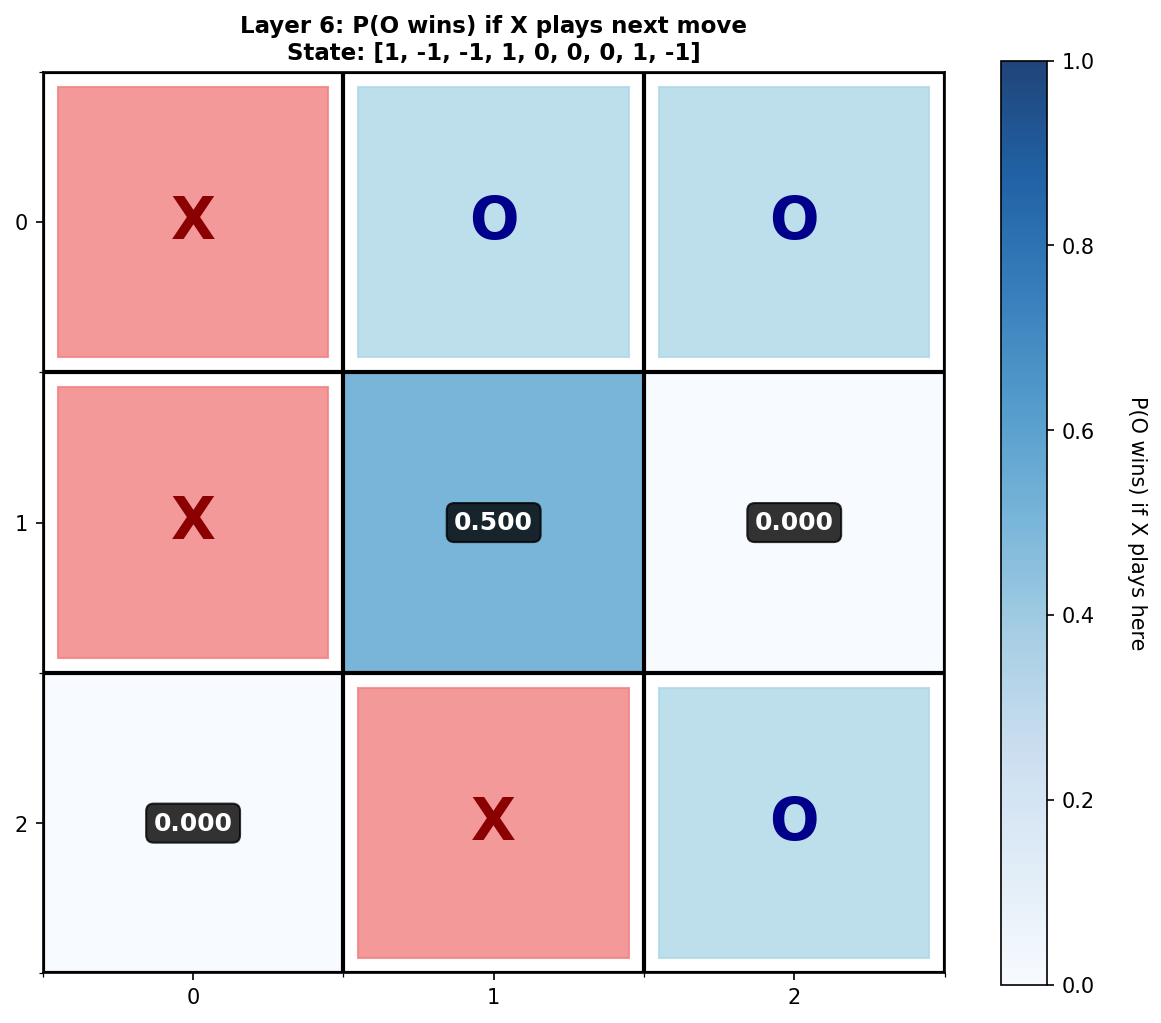 Layer 6: P(O wins) if X plays next move
State: [1, -1, -1, 1, 0, 0, 0, 1, -1]
0
X
O
O
1
X
0.500
0.000
2
0.000
X
O
0
1
2
1.0
0.8
0.6
0.4
0.2
0.0
P(O wins) if X plays here